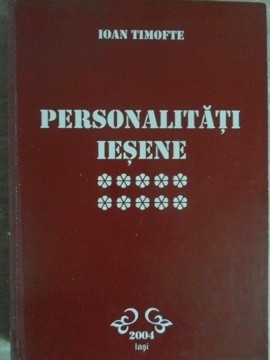 IOAN TIMOFTE
PERSONALITĂȚI
IEȘENE
2004
Iași